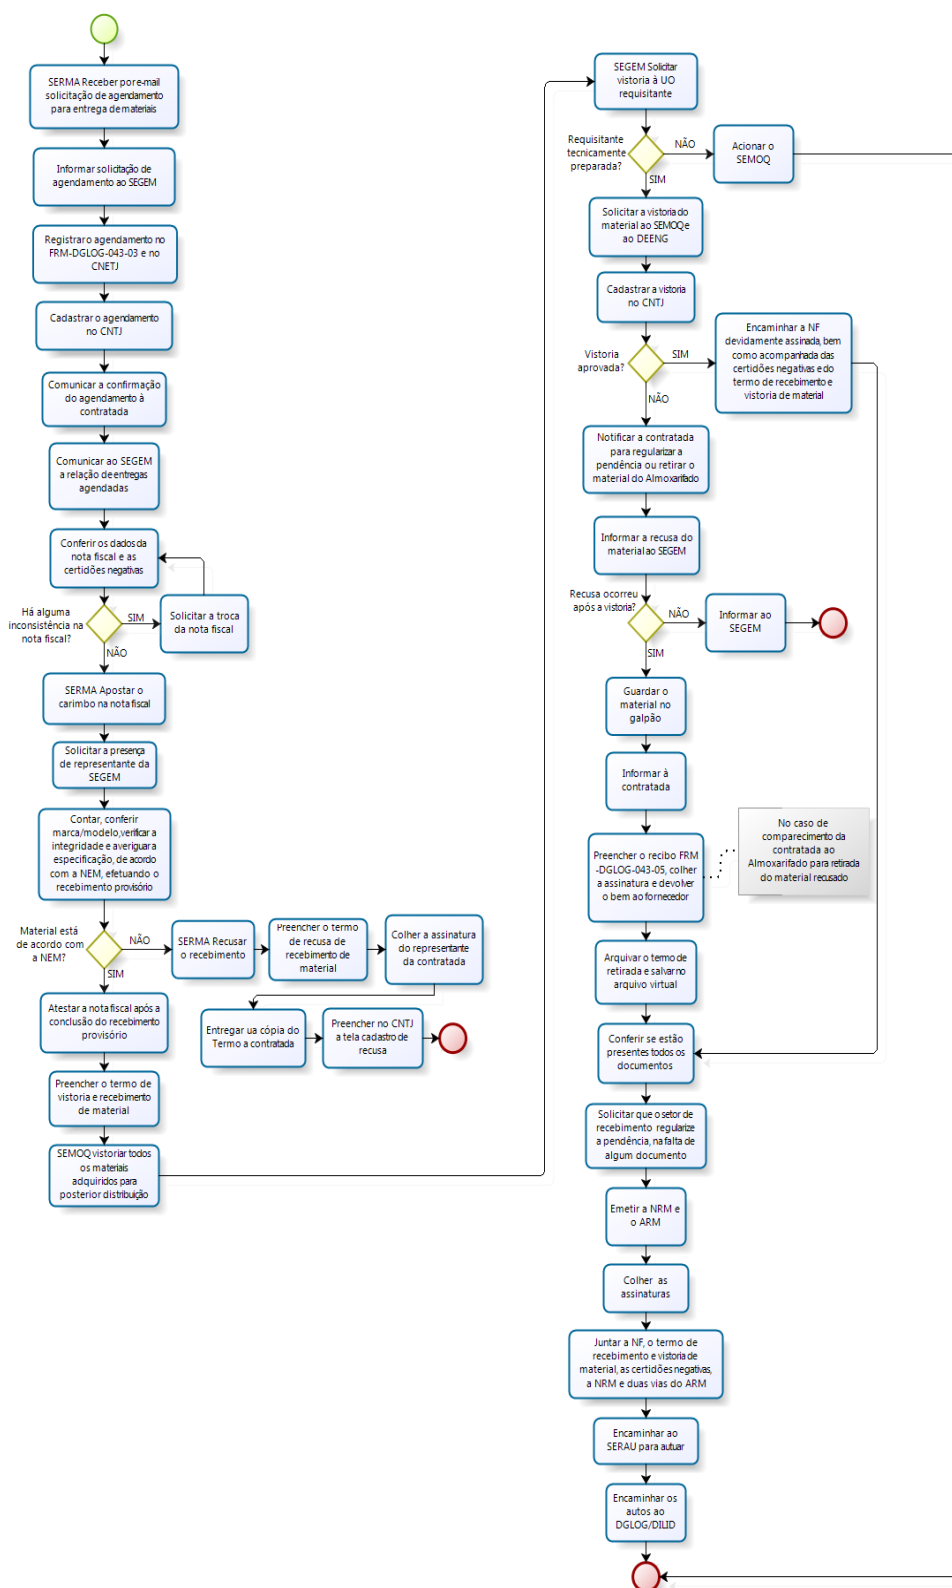 SERMA Receber por e-mail
solicitação de agendamento
para entrega de materiais
Informar solicitação de
agendamento ao SEGEM
Registrar o agendamento no
FRM-DGLOG-043-03 e no
CNETJ
Cadastrar o agendamento
no CNTJ
Comunicar a confirmação
do agendamento à
contratada
Comunicar ao SEGEM
a relação de entregas
agendadas
Conferir os dados da
nota fiscal e as
certidões negativas
Há alguma
inconsistência na
nota fiscal?
SIM
Solicitar a troca
da nota fiscal
NÃO
SERMA Apostar o
carimbo na nota fiscal
Solicitar a presença
de representante da
SEGEM
Contar, conferir
marca/modelo,verificar a
integridade e averiguar a
especificação, de acordo
com a NEM, efetuando o
recebimento provisório
Material está
de acordo com
a NEM?
NÃO
SERMA Recusar
o recebimento
Preencher o termo
de recusa de
recebimento de
material
Colher a assinatura
do representante
da contratada
Entregar ua cópia do
Termo a contratada
Preencher no CNTJ
a tela cadastro de
recusa
SIM
Atestar a nota fiscal após a
conclusão do recebimento
provisório
Preencher o termo de
vistoria e recebimento
de material
SEMOQ vistoriar todos
os materiais
adquiridos para
posterior distribuição
SEGEM Solicitar
vistoria à UO
requisitante
Requisitante
tecnicamente
preparada?
NÃO
Acionar o
SEMOQ
SIM
Solicitar a vistoria do
material ao SEMOQ e
ao DEENG
Cadastrar a vistoria
no CNTJ
Vistoria
aprovada?
SIM
Encaminhar a NF
devidamente assinada, bem
como acompanhada das
certidões negativas e do
termo de recebimento e
vistoria de material
NÃO
Notificar a contratada
para regularizar a
pendência ou retirar o
material do Almoxarifado
Informar a recusa do
material ao SEGEM
Recusa ocorreu
após a vistoria?
NÃO
Informar ao
SEGEM
SIM
Guardar o
material no
galpão
Informar à
contratada
Preencher o recibo FRM
-DGLOG-043-05, colher
a assinatura e devolver
o bem ao fornecedor
No caso de
comparecimento da
contratada ao
Almoxarifado para retirada
do material recusado
Arquivar o termo de
retirada e salvar no
arquivo virtual
Conferir se estão
presentes todos os
documentos
Solicitar que o setor de
recebimento regularize
a pendência, na falta de
algum documento
Emetir a NRM e
o ARM
Colher as
assinaturas
Juntar a NF, o termo de
recebimento e vistoria de
material, as certidões negativas,
a NRM e duas vias do ARM
Encaminhar ao
SERAU para autuar
Encaminhar os
autos ao
DGLOG/DILID